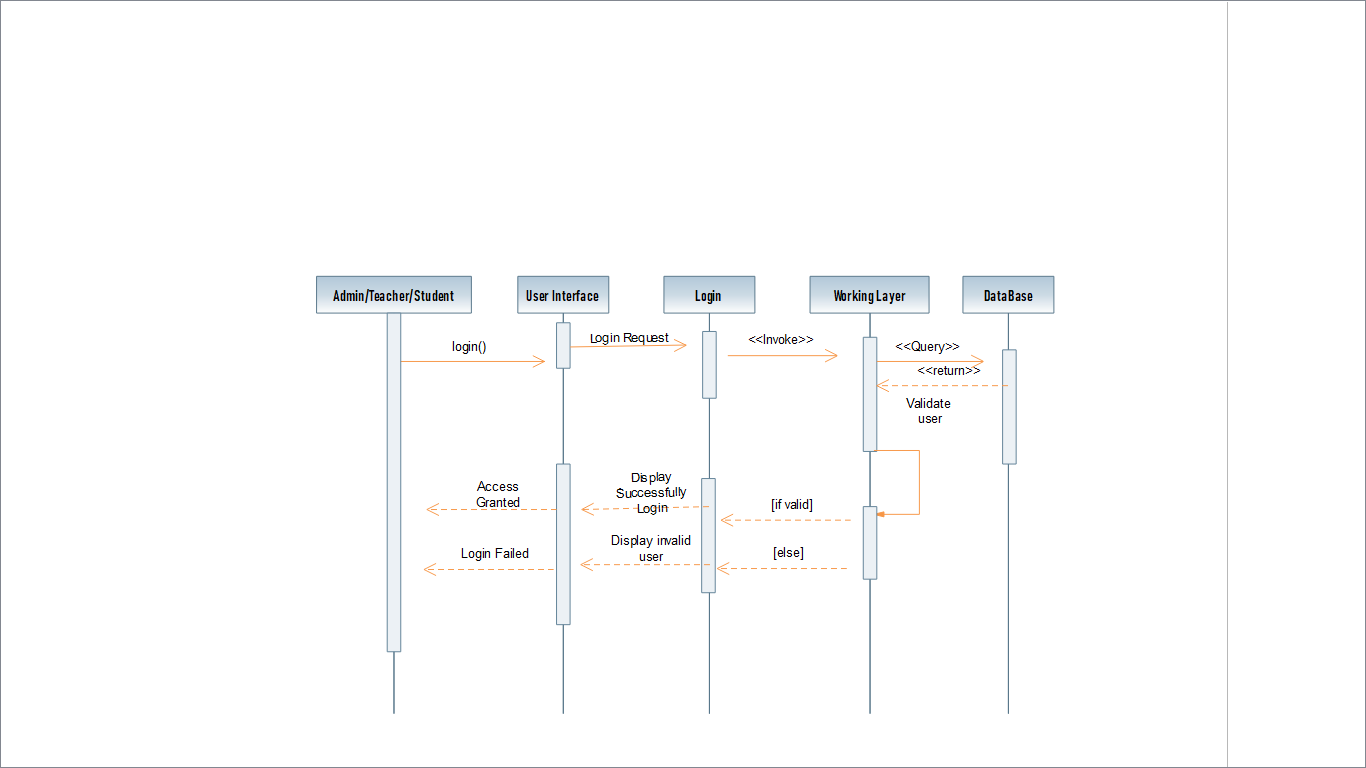 Admin/Teacher/Student
User Interface
Login
Working Layer
DataBase
login()
Login Request
<<Invoke>>
<<Query>>
<<return>>
Validate
user
Access
Granted
Display
Successfully
Login
[if valid]
Login Failed
Display invalid
user
[else]